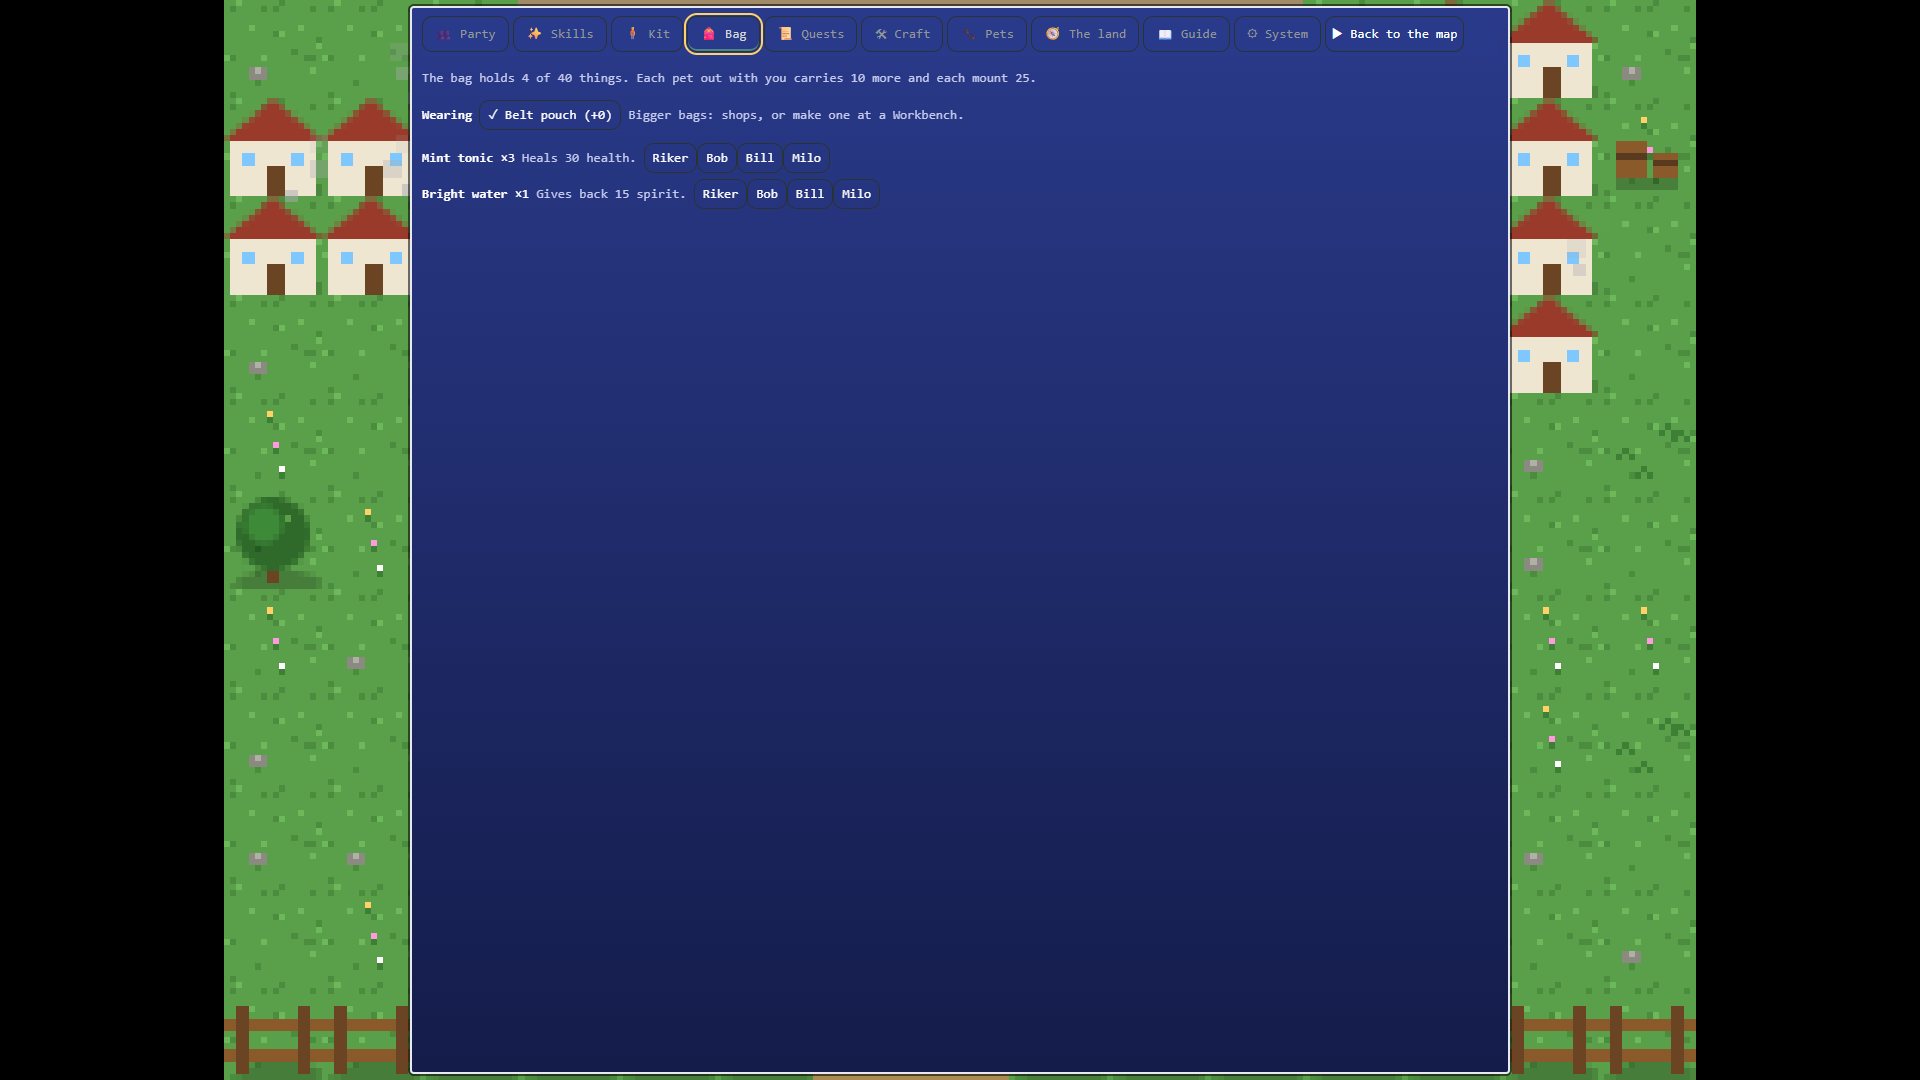 Party Skills Kit Bag Quests Craft Pets The land Guide System ▶ Back to the map
The bag holds 4 of 40 things. Each pet out with you carries 10 more and each mount 25.
Wearing ✓ Belt pouch (+0) Bigger bags: shops, or make one at a Workbench.
Mint tonic ×3 Heals 30 health. Riker Bob Bill Milo
Bright water ×1 Gives back 15 spirit. Riker Bob Bill Milo